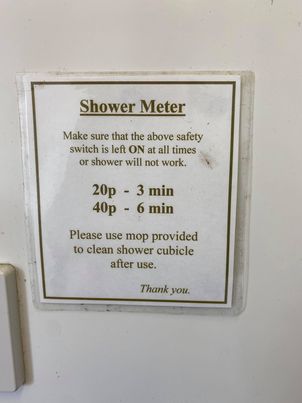 Shower Meter
Make sure that the above safety
switch is left ON at all times
or shower will not work.
20p - 3 min
40p - 6 min
Please use mop provided
to clean shower cubicle
after use.
Thank you.